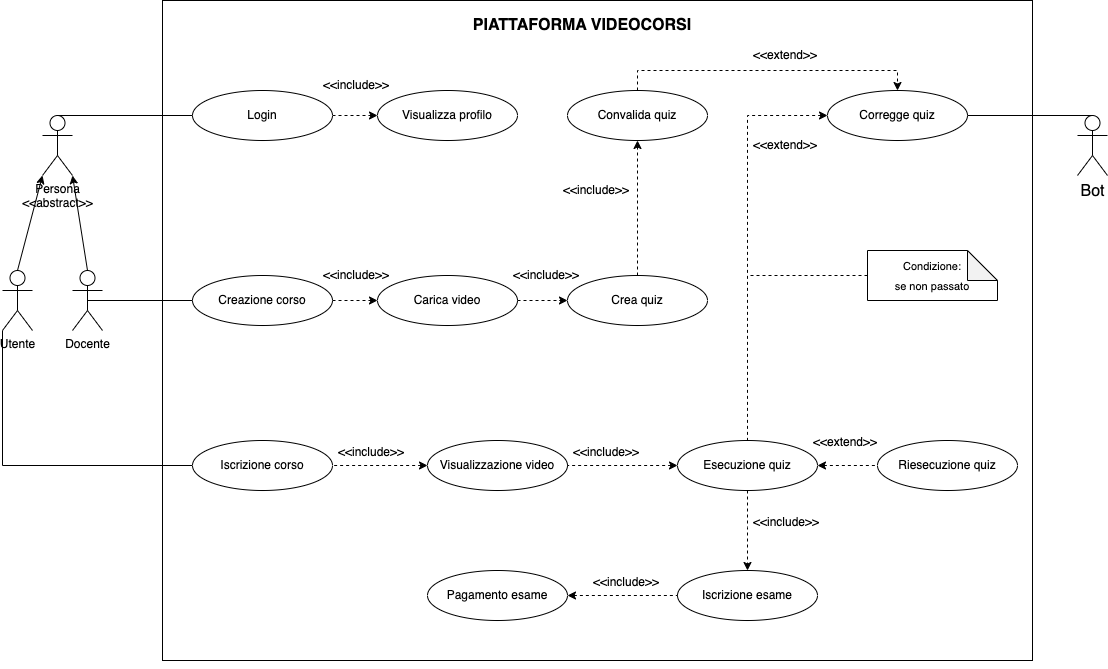 PIATTAFORMA VIDEOCORSI
<<extend>>
<<include>>
Login
Visualizza profilo
Convalida quiz
Corregge quiz
<<extend>>
Persona
<<abstract>>
<<include>>
Bot
<<include>>
<<include>>
Condizione:
se non passato
Creazione corso
Carica video
Crea quiz
Utente
Docente
<<include>>
<<include>>
<<extend>>
Iscrizione corso
Visualizzazione video
Esecuzione quiz
Riesecuzione quiz
<<include>>
<<include>>
Pagamento esame
Iscrizione esame